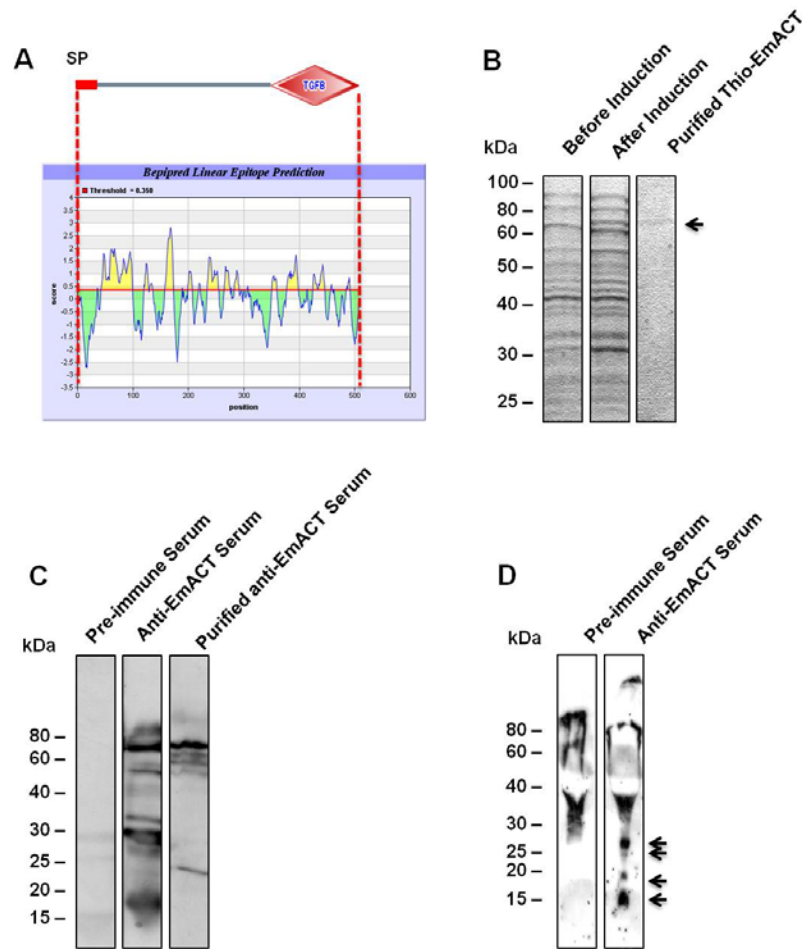 A
SP
TGFB
Bepipred Linear Epitope Prediction
Threshold = 0.350
4
3.5
3
2.5
2
1.5
1
0.5
0
-0.5
-1
-1.5
-2
-2.5
-3
-3.5
score
0
100
200
300
400
500
600
position
B
Before Induction
After Induction
Purified Thio-EmACT
kDa
100
80
60
50
40
30
25
C
Pre-immune Serum
Anti-EmACT Serum
Purified anti-EmACT Serum
kDa
80
60
40
30
25
20
15
D
Pre-immune Serum
Anti-EmACT Serum
kDa
80
60
40
30
25
20
15